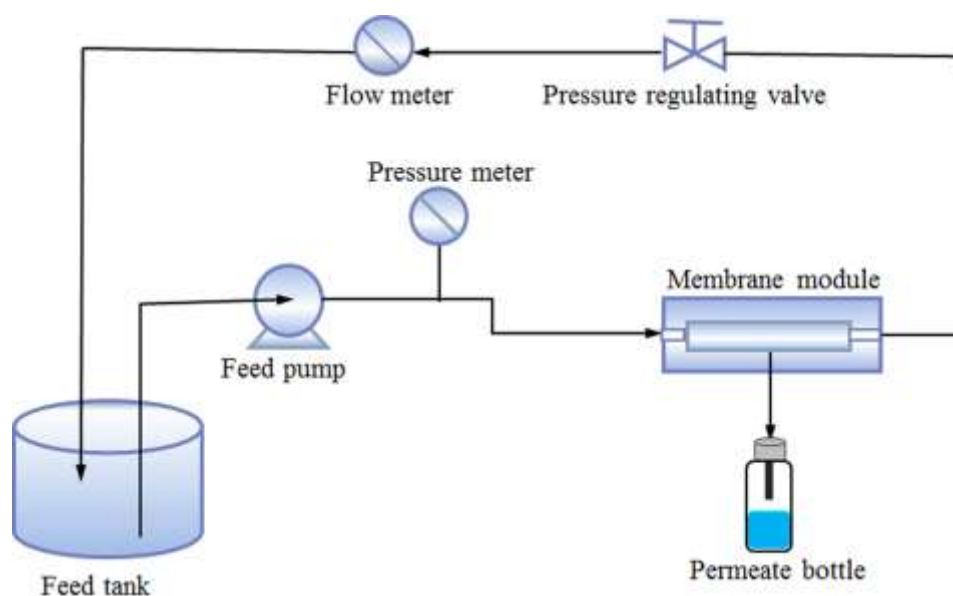 Flow meter
Pressure regulating valve
Pressure meter
Membrane module
Feed pump
Permeate bottle
Feed tank